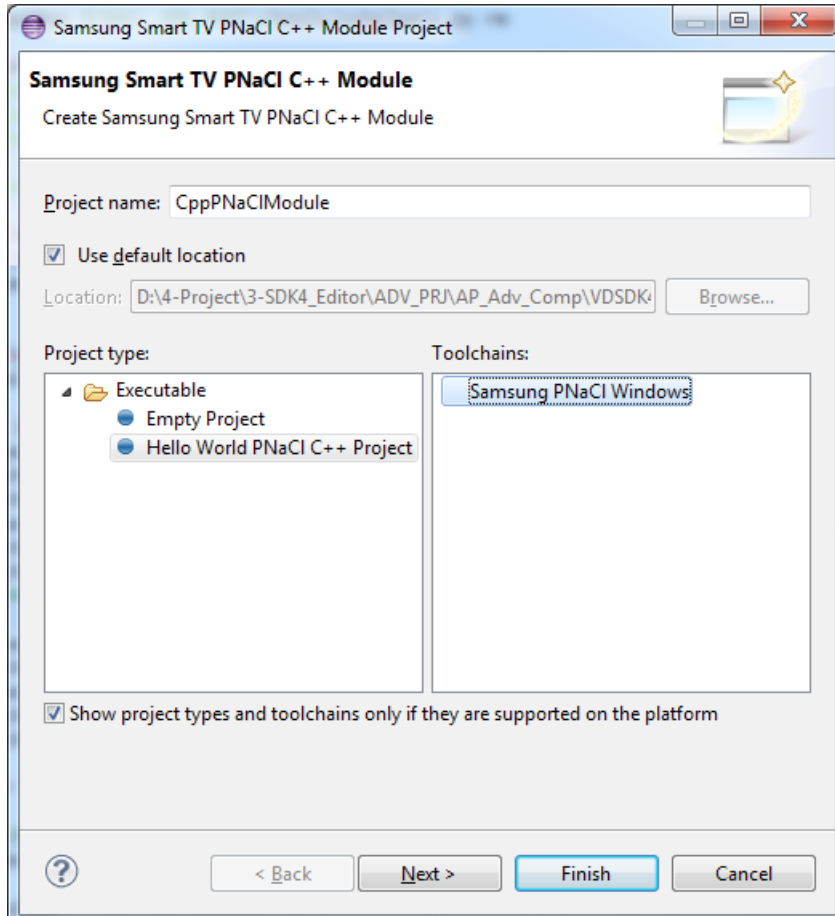 Samsung Smart TV PNaCl C++ Module Project
Samsung Smart TV PNaCl C++ Module
Create Samsung Smart TV PNaCl C++ Module
Project name: CppPNaClModule
Use default location
Location: D:\4-Project\3-SDK4_Editor\ADV_PRJ\AP_Adv_Comp\VDSDK4
Browse...
Project type:
Toolchains:
Executable
Samsung PNaCl Windows
Empty Project
Hello World PNaCl C++ Project
Show project types and toolchains only if they are supported on the platform
?
< Back
Next >
Finish
Cancel